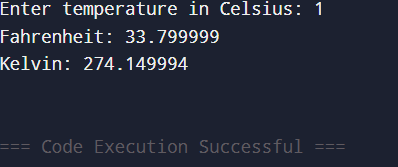 Enter temperature in Celsius: 1
Fahrenheit: 33.799999
Kelvin: 274.149994
=== Code Execution Successful ===